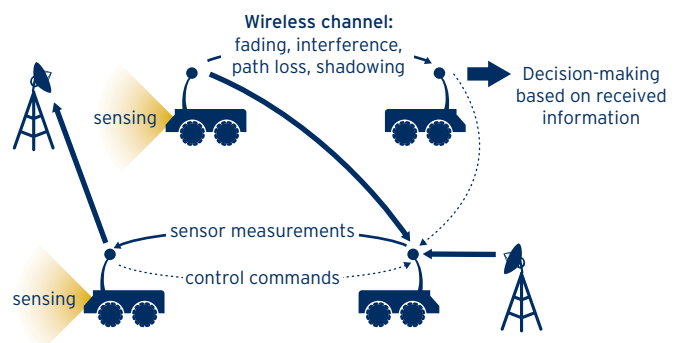 Wireless channel:
fading, interference,
path loss, shadowing
Decision-making
based on received
information
sensing
sensor measurements
control commands
sensing